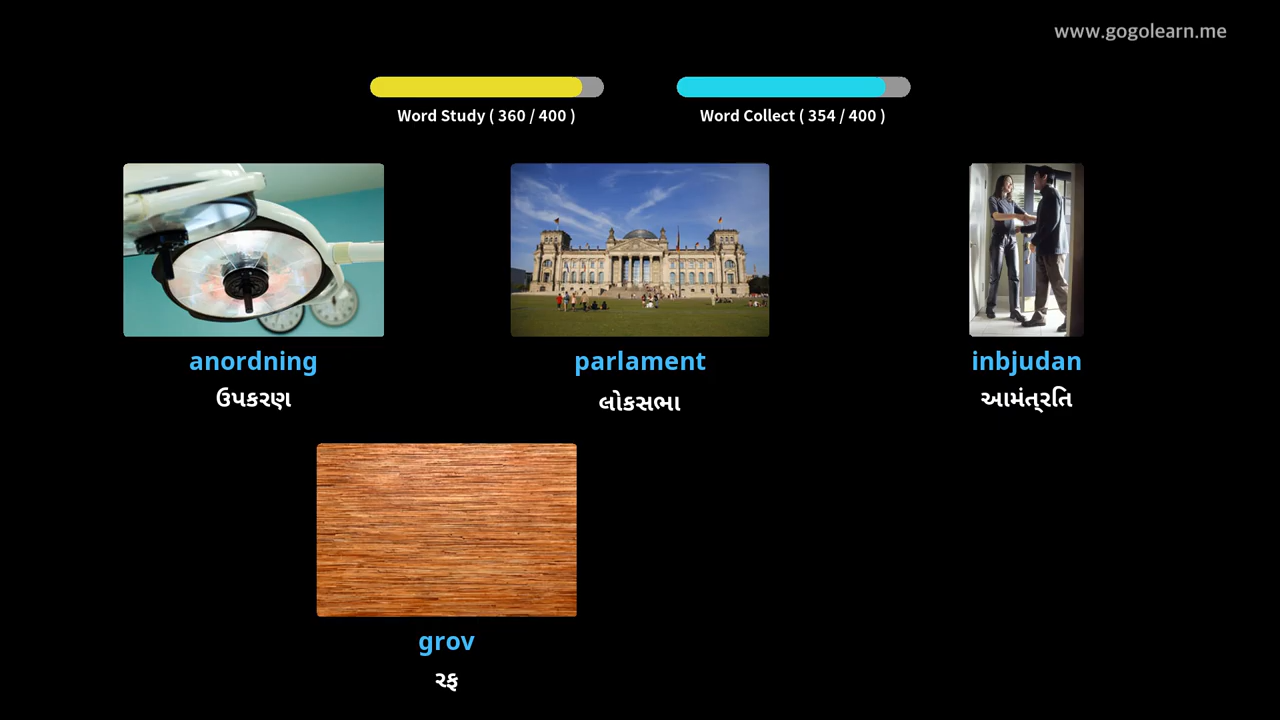 www.gogolearn.me
Word Study ( 360 / 400 )
Word Collect ( 354 / 400 )
anordning
parlament
inbjudan
ઉપકરણ
લોકસભા
આમંત્રતિ
grov
રફ